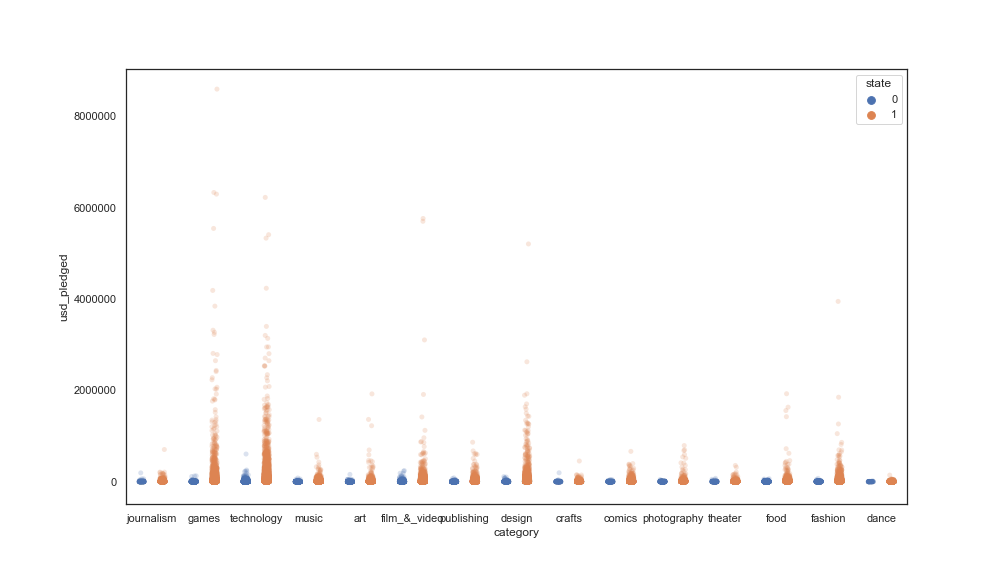 state
0
1
8000000
6000000
4000000
2000000
0
usd_pledged
journalism games technology music art film_&_video publishing design crafts comics photography theater food fashion dance
category